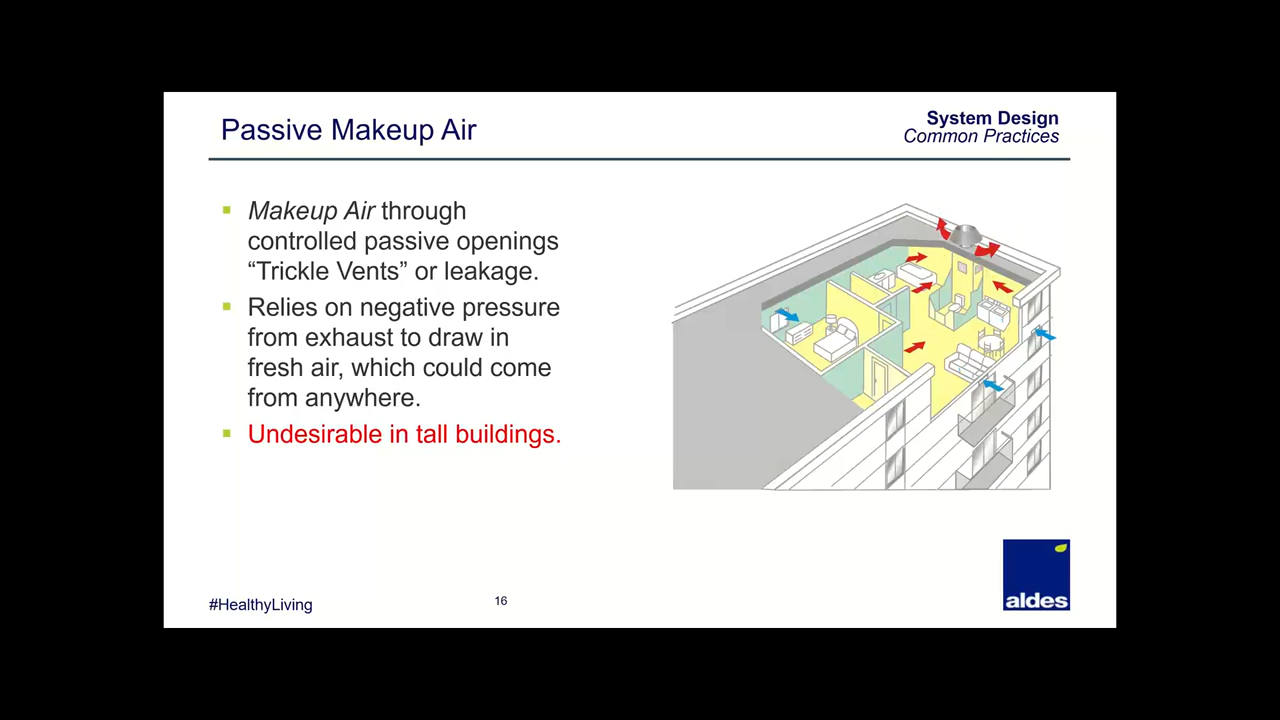 Passive Makeup Air
System Design
Common Practices
Makeup Air through
controlled passive openings
“Trickle Vents” or leakage.
Relies on negative pressure
from exhaust to draw in
fresh air, which could come
from anywhere.
Undesirable in tall buildings.
#HealthyLiving
16
aldes